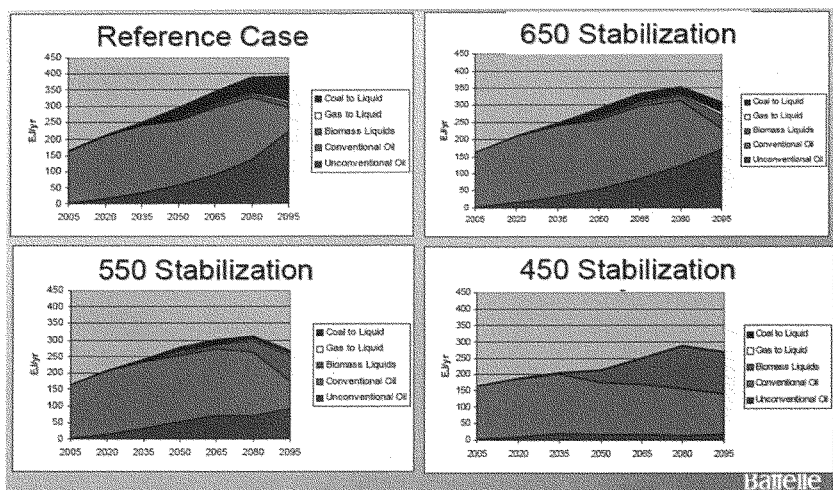 Reference Case
450
400
350
300
250
200
150
100
50
0
EJ/yr
2005 2020 2035 2050 2065 2080 2095
Coal to Liquid
Gas to Liquid
Biomass Liquids
Conventional Oil
Unconventional Oil
650 Stabilization
450
400
350
300
250
200
150
100
50
0
EJ/yr
2005 2020 2035 2050 2065 2080 2095
Coal to Liquid
Gas to Liquid
Biomass Liquids
Conventional Oil
Unconventional Oil
550 Stabilization
450
400
350
300
250
200
150
100
50
0
EJ/yr
2005 2020 2035 2050 2065 2080 2095
Coal to Liquid
Gas to Liquid
Biomass Liquids
Conventional Oil
Unconventional Oil
450 Stabilization
450
400
350
300
250
200
150
100
50
0
EJ/yr
2005 2020 2035 2050 2065 2080 2095
Coal to Liquid
Gas to Liquid
Biomass Liquids
Conventional Oil
Unconventional Oil
Battelle